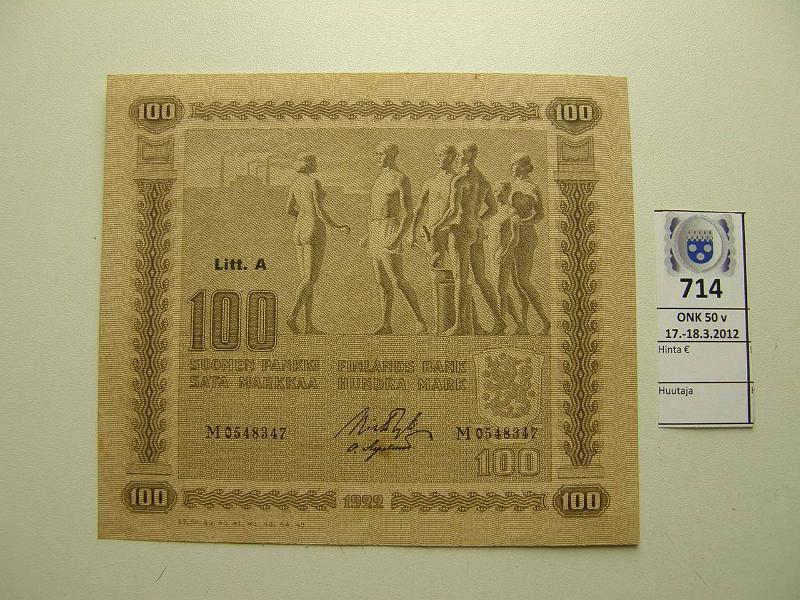 100 100
Litt. A
100
SUOMEN PANKKI FINLANDS BANK
SATA MARKKAA HUNDRA MARK
M 0548347 M 0548347
100
100 1922 100
714
ONK 50 v
17.-18.3.2012
Hinta €
Huutaja